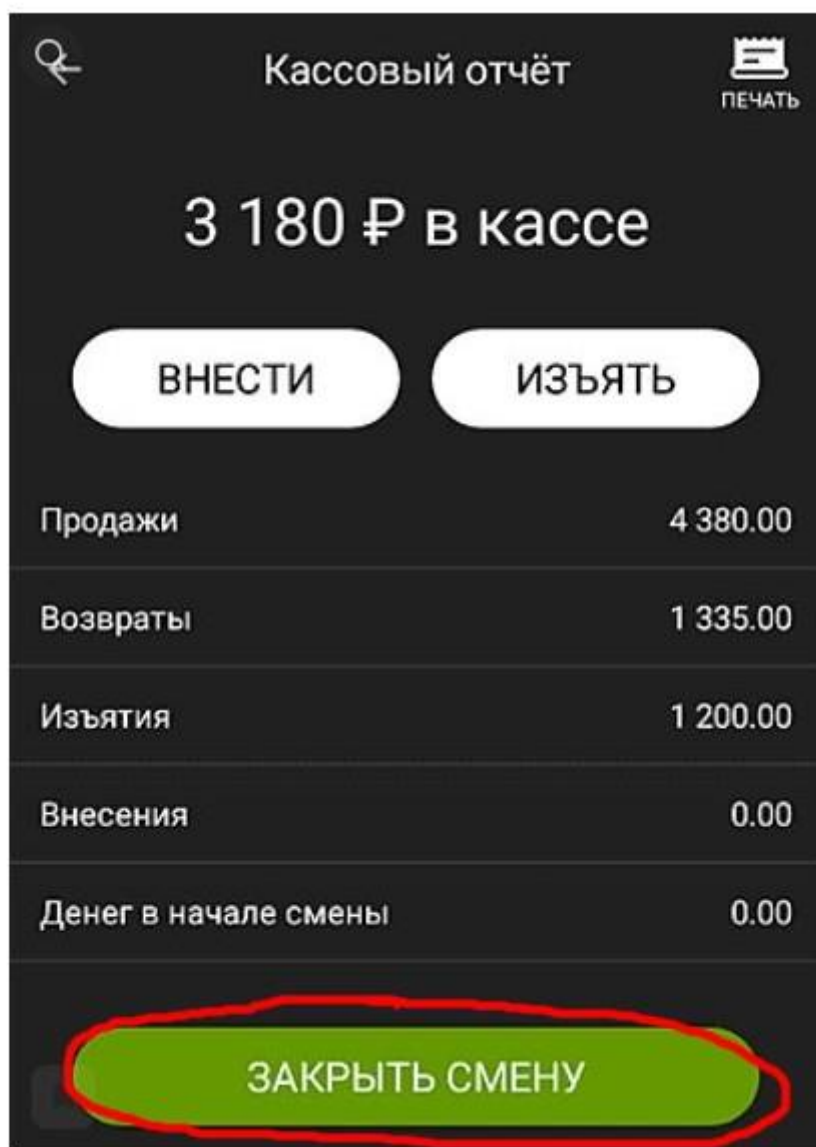 Кассовый отчёт
ПЕЧАТЬ
3 180 ₽ в кассе
ВНЕСТИ ИЗЪЯТЬ
Продажи 4 380.00
Возвраты 1 335.00
Изъятия 1 200.00
Внесения 0.00
Денег в начале смены 0.00
ЗАКРЫТЬ СМЕНУ